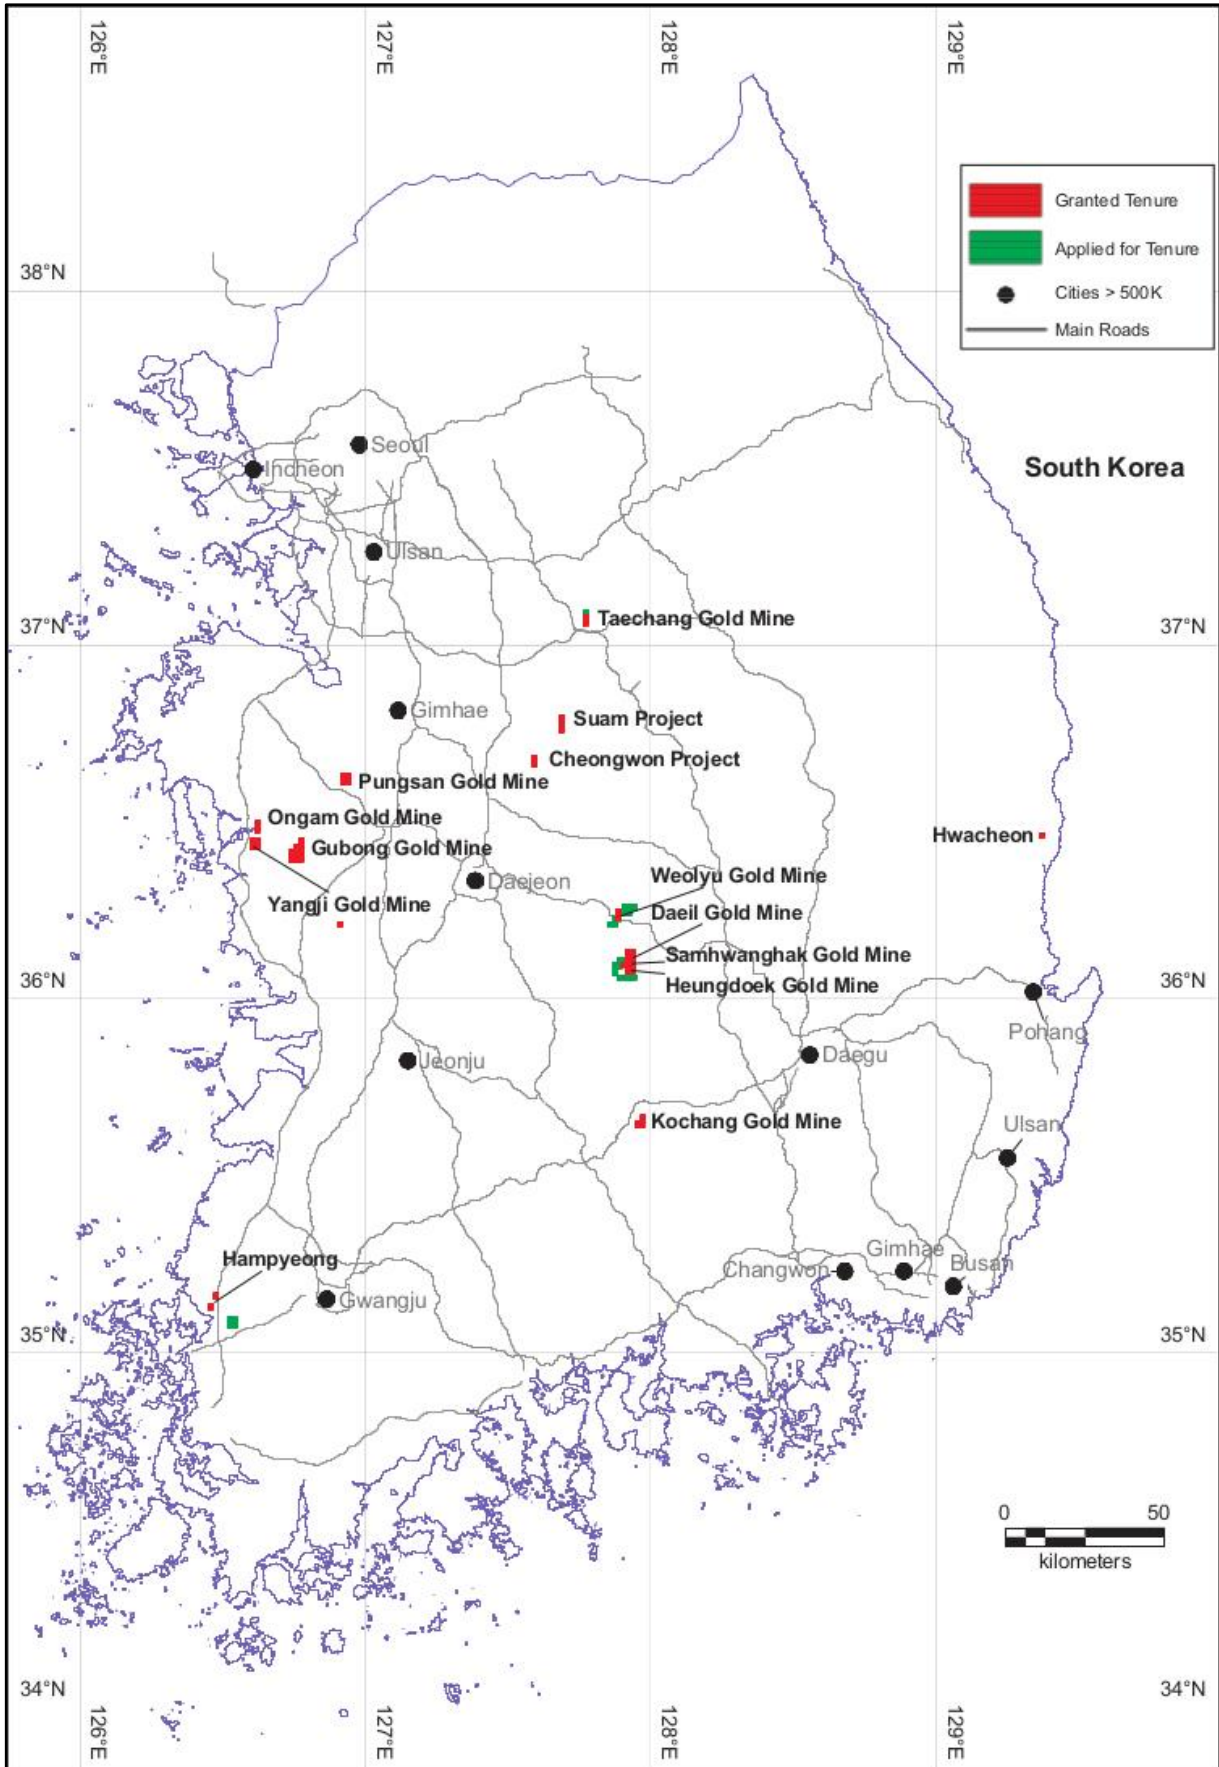 126°E
127°E
128°E
129°E
Granted Tenure
Applied for Tenure
Cities > 500K
Main Roads
38°N
Seoul
Incheon
South Korea
Ulsan
Taechang Gold Mine
37°N
37°N
Gimhae
Suam Project
Cheongwon Project
Pungsan Gold Mine
Ongam Gold Mine
Hwacheon
Gubong Gold Mine
Weolyu Gold Mine
Daejeon
Yangji Gold Mine
Daeil Gold Mine
Samhwanghak Gold Mine
36°N
Heungdoek Gold Mine
36°N
Pohang
Daegu
Jeonju
Kochang Gold Mine
Ulsan
Gimhae
Hampyeong
Changwon
Busan
Gwangju
35°N
35°N
0 50
kilometers
34°N
34°N
126°E
127°E
128°E
129°E